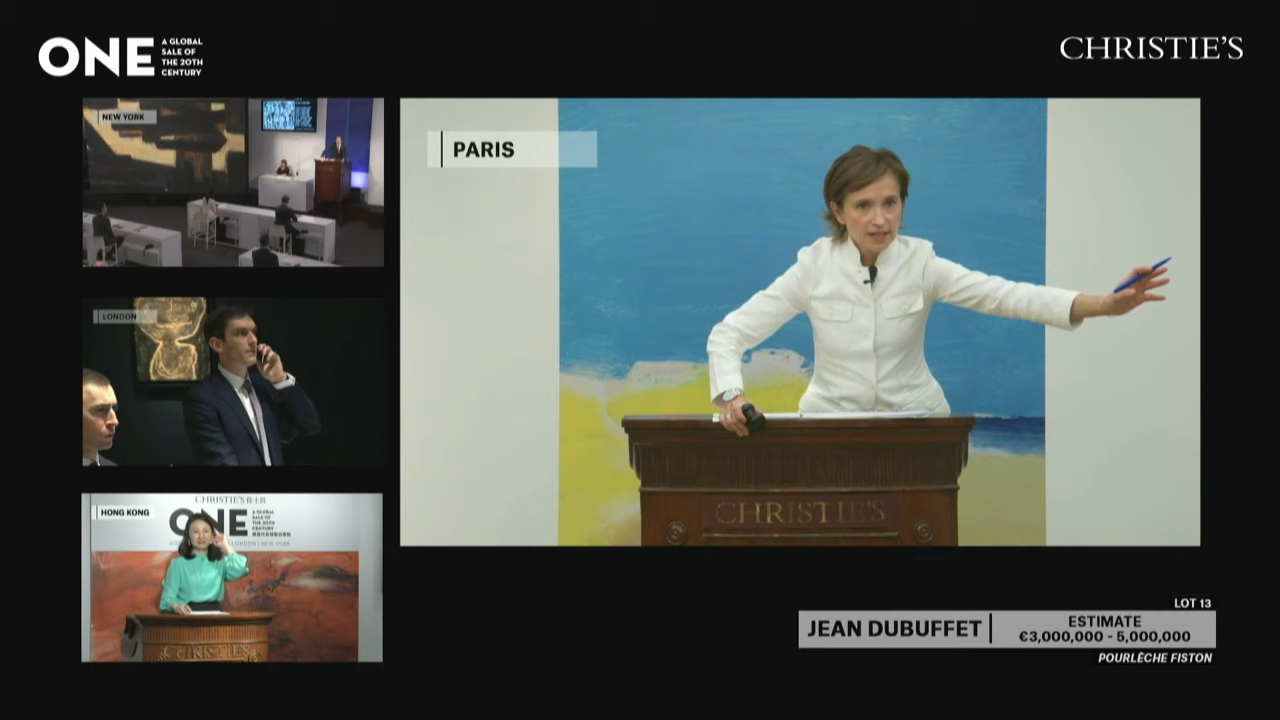 ONE
A GLOBAL
SALE OF
THE 20TH
CENTURY
CHRISTIE'S
NEW YORK
PARIS
LONDON
CHRISTIE'S
HONG KONG
CHRISTIE'S
ONE
A GLOBAL
SALE OF
THE 20TH
CENTURY
LONDON | NEW YORK
CHRISTIE'S
LOT 13
JEAN DUBUFFET
ESTIMATE
€3,000,000 - 5,000,000
POURLÈCHE FISTON